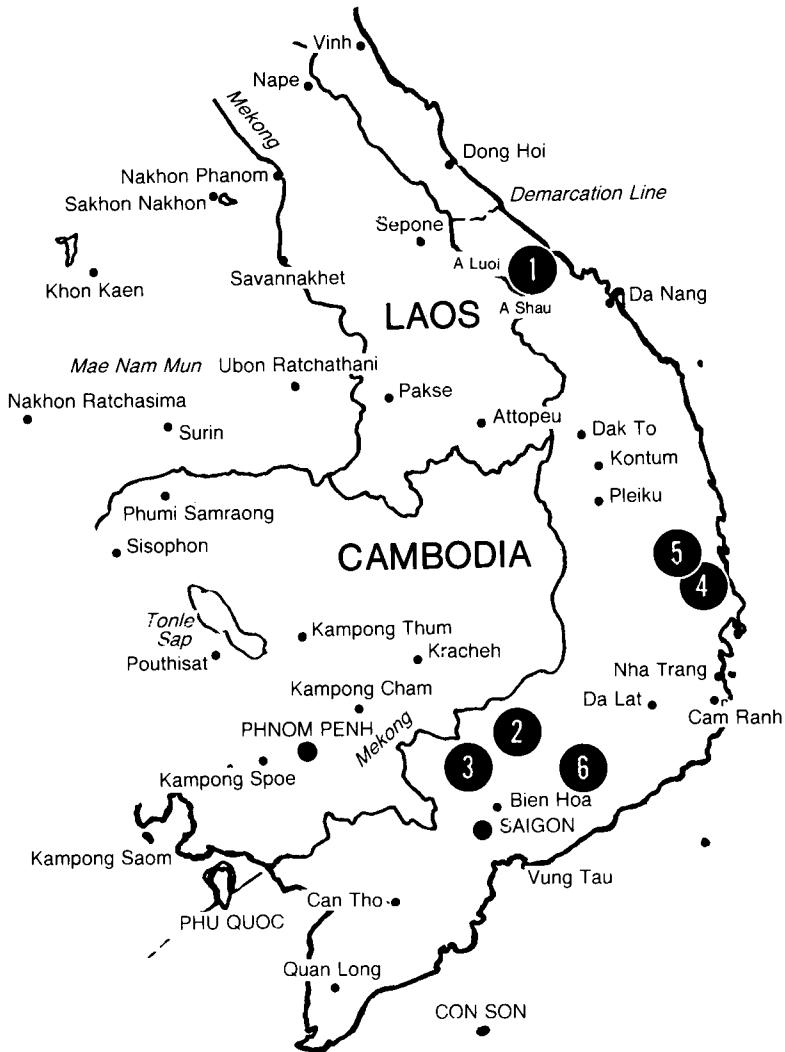 Vinh
Nape
Mekong
Dong Hoi
Nakhon Phanom
Sakhon Nakhon
Demarcation Line
Sepone
A Luoi
1
Khon Kaen
Savannakhet
Da Nang
LAOS
A Shau
Mae Nam Mun
Ubon Ratchathani
Nakhon Ratchasima
Pakse
Surin
Attopeu
Dak To
Kontum
Pleiku
Phumi Samraong
Sisophon
CAMBODIA
5
4
Tonle
Sap
Kampong Thum
Pouthisat
Kracheh
Nha Trang
Kampong Cham
Da Lat
Cam Ranh
PHNOM PENH
Mekong
2
3
6
Kampong Spoe
Bien Hoa
SAIGON
Kampong Saom
Vung Tau
Can Tho
PHU QUOC
Quan Long
CON SON